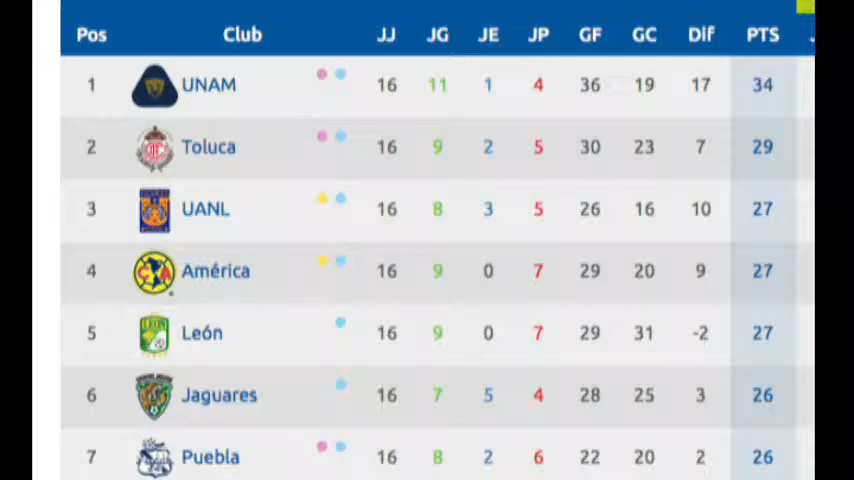 Pos Club JJ JG JE JP GF GC Dif PTS
1 UNAM 16 11 1 4 36 19 17 34
2 Toluca 16 9 2 5 30 23 7 29
3 UANL 16 8 3 5 26 16 10 27
4 América 16 9 0 7 29 20 9 27
5 León 16 9 0 7 29 31 -2 27
6 Jaguares 16 7 5 4 28 25 3 26
7 Puebla 16 8 2 6 22 20 2 26